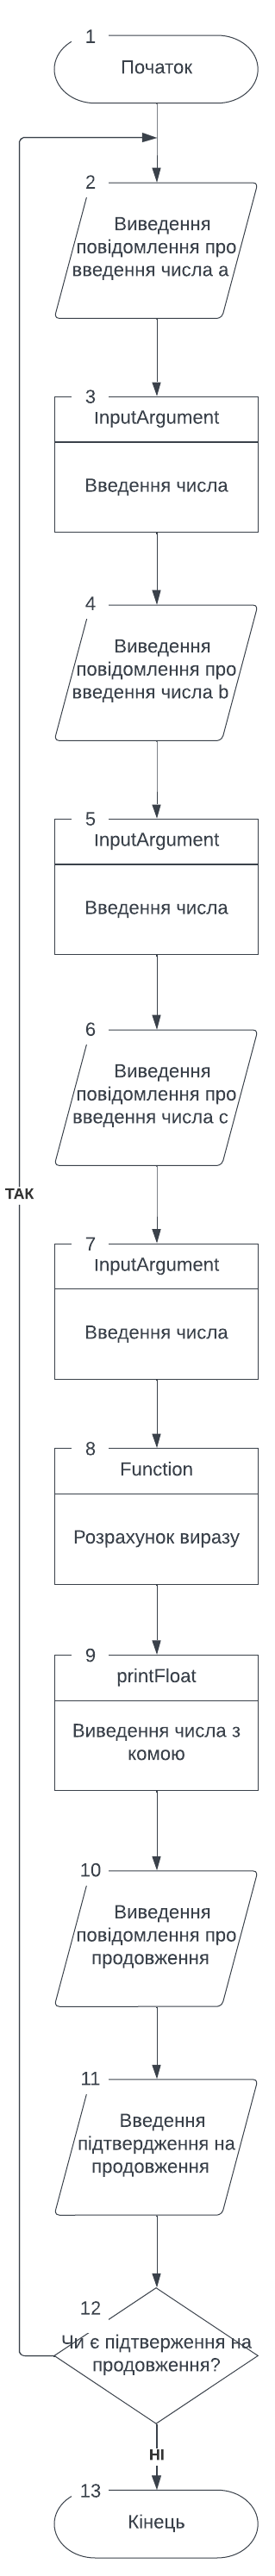 1
Початок
2
Виведення
повідомлення про
введення числа a
3
InputArgument
Введення числа
4
Виведення
повідомлення про
введення числа b
5
InputArgument
Введення числа
6
Виведення
повідомлення про
введення числа c
ТАК
7
InputArgument
Введення числа
8
Function
Розрахунок виразу
9
printFloat
Виведення числа з
комою
10
Виведення
повідомлення про
продовження
11
Введення
підтвердження на
продовження
12
Чи є підтверження на
продовження?
НІ
13
Кінець